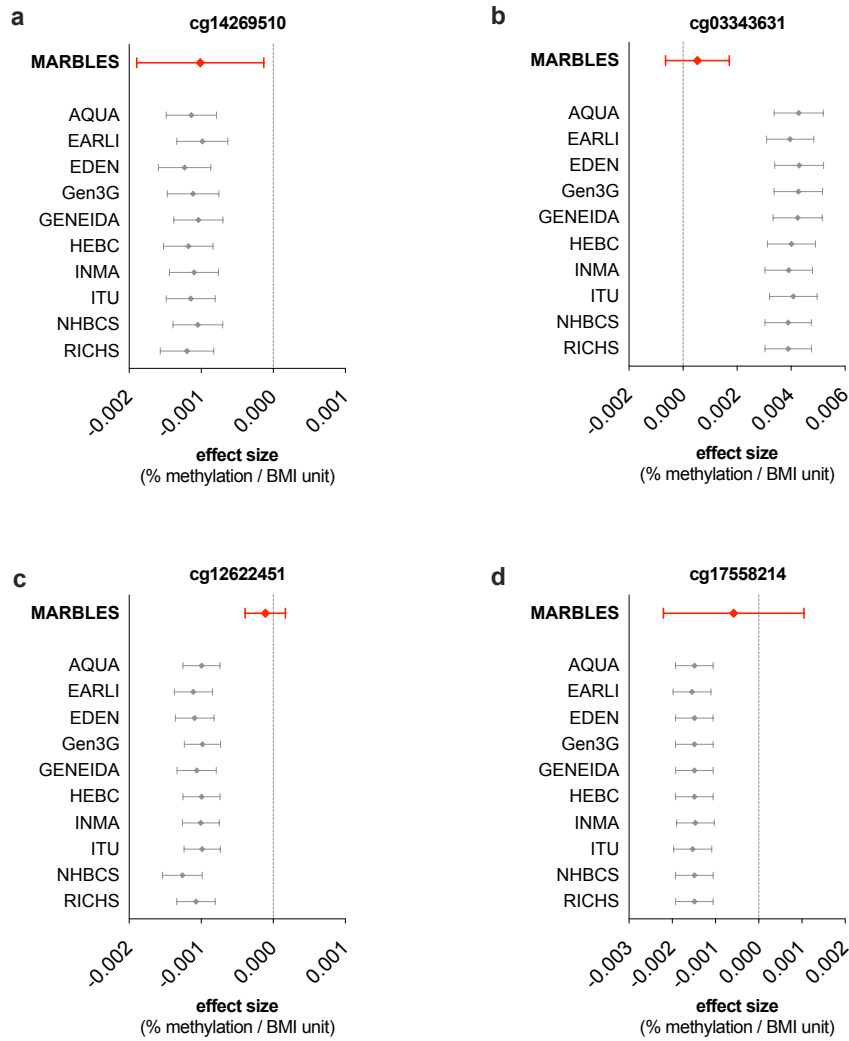 a
cg14269510
MARBLES
AQUA
EARLI
EDEN
Gen3G
GENEIDA
HEBC
INMA
ITU
NHBCS
RICHS
-0.002
-0.001
0.000
0.001
effect size
(% methylation / BMI unit)
b
cg03343631
MARBLES
AQUA
EARLI
EDEN
Gen3G
GENEIDA
HEBC
INMA
ITU
NHBCS
RICHS
-0.002
0.000
0.002
0.004
0.006
effect size
(% methylation / BMI unit)
c
cg12622451
MARBLES
AQUA
EARLI
EDEN
Gen3G
GENEIDA
HEBC
INMA
ITU
NHBCS
RICHS
-0.002
-0.001
0.000
0.001
effect size
(% methylation / BMI unit)
d
cg17558214
MARBLES
AQUA
EARLI
EDEN
Gen3G
GENEIDA
HEBC
INMA
ITU
NHBCS
RICHS
-0.003
-0.002
-0.001
0.000
0.001
0.002
effect size
(% methylation / BMI unit)